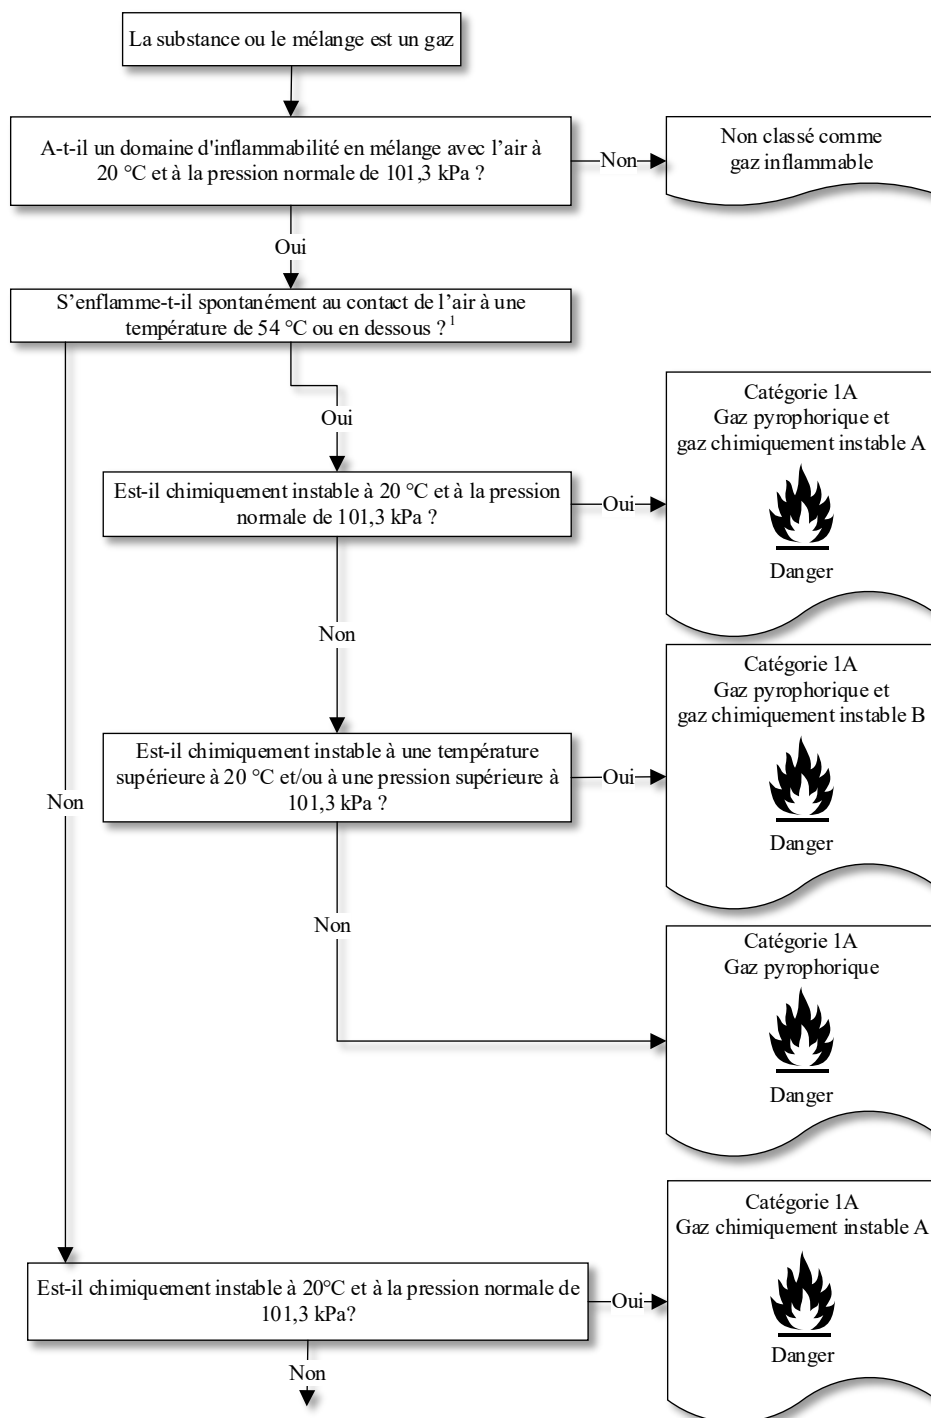 La substance ou le mélange est un gaz
A-t-il un domaine d'inflammabilité en mélange avec l’air à
20 °C et à la pression normale de 101,3 kPa ?
Non
Non classé comme
gaz inflammable
Oui
S’enflamme-t-il spontanément au contact de l’air à une
température de 54 °C ou en dessous ? 1
Oui
Catégorie 1A
Gaz pyrophorique et
gaz chimiquement instable A
Danger
Est-il chimiquement instable à 20 °C et à la pression
normale de 101,3 kPa ?
Oui
Non
Catégorie 1A
Gaz pyrophorique et
gaz chimiquement instable B
Danger
Est-il chimiquement instable à une température
supérieure à 20 °C et/ou à une pression supérieure à
101,3 kPa ?
Oui
Non
Non
Catégorie 1A
Gaz pyrophorique
Danger
Catégorie 1A
Gaz chimiquement instable A
Danger
Est-il chimiquement instable à 20°C et à la pression normale de
101,3 kPa?
Oui
Non